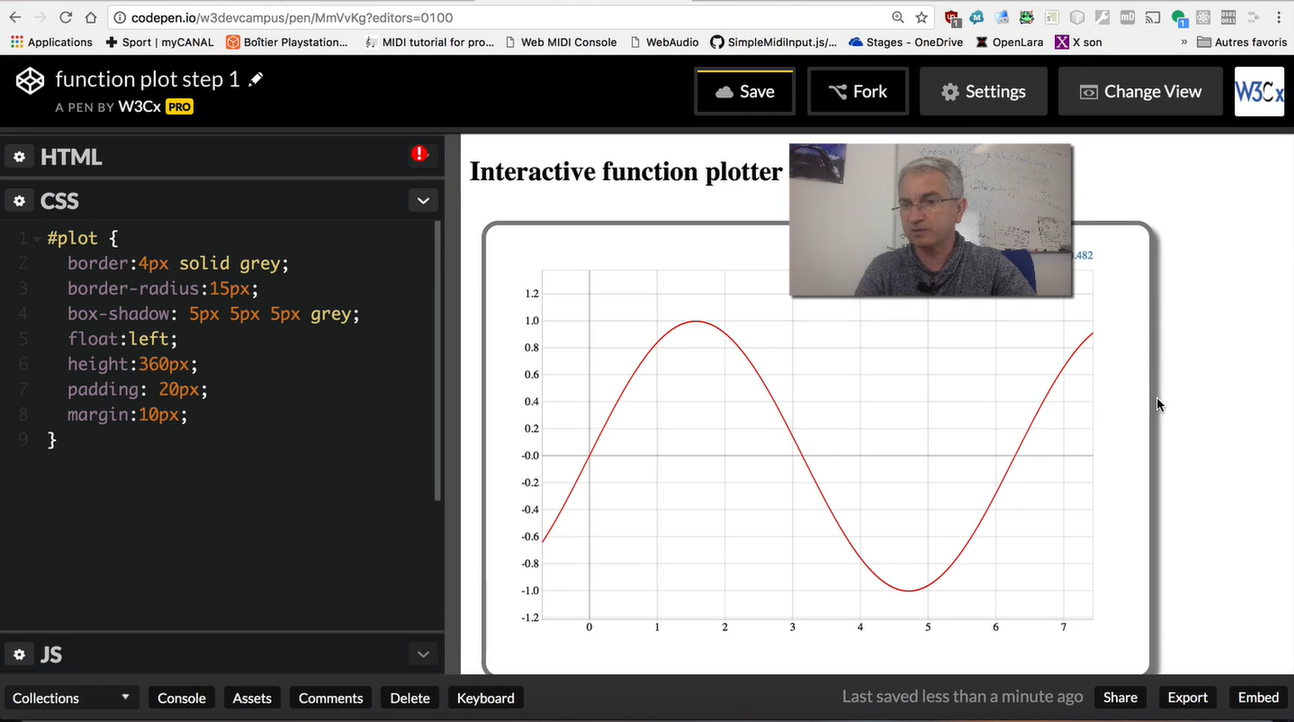 codepen.io/w3devcampus/pen/MmVvKg?editors=0100
Applications Sport | myCANAL Boîtier Playstation... MIDI tutorial for pro... Web MIDI Console WebAudio SimpleMidiInput.js/... Stages - OneDrive OpenLara X son » Autres favoris
function plot step 1
A PEN BY W3Cx PRO
Save Fork Settings Change View W3Cx
HTML
CSS
1 #plot {
2 border:4px solid grey;
3 border-radius:15px;
4 box-shadow: 5px 5px 5px grey;
5 float:left;
6 height:360px;
7 padding: 20px;
8 margin:10px;
9 }
JS
Interactive function plotter
.482
1.2
1.0
0.8
0.6
0.4
0.2
-0.0
-0.2
-0.4
-0.6
-0.8
-1.0
-1.2
0 1 2 3 4 5 6 7
Collections Console Assets Comments Delete Keyboard Last saved less than a minute ago Share Export Embed